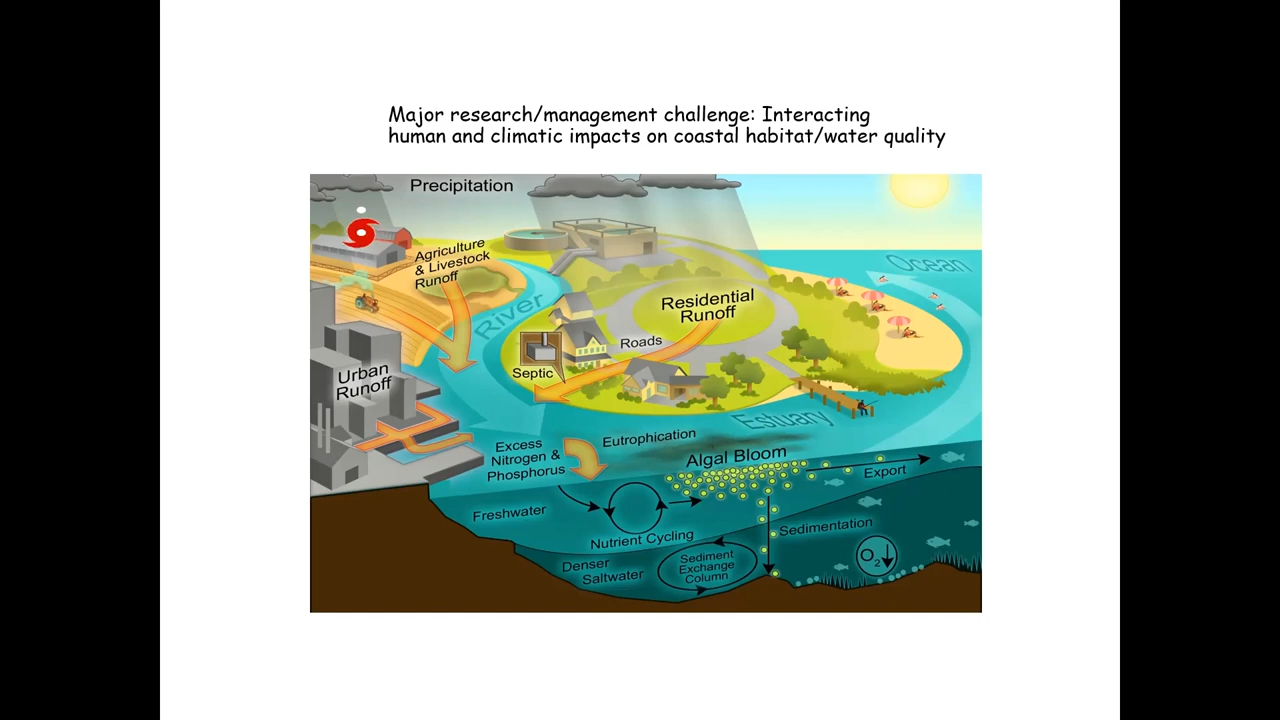 Major research/management challenge: Interacting
human and climatic impacts on coastal habitat/water quality
Precipitation
Agriculture
& Livestock
Runoff
Ocean
River
Residential
Runoff
Roads
Septic
Urban
Runoff
Estuary
Excess
Nitrogen &
Phosphorus
Eutrophication
Algal Bloom
Export
Freshwater
Nutrient Cycling
Sedimentation
Denser
Saltwater
Sediment
Exchange
Column
O₂